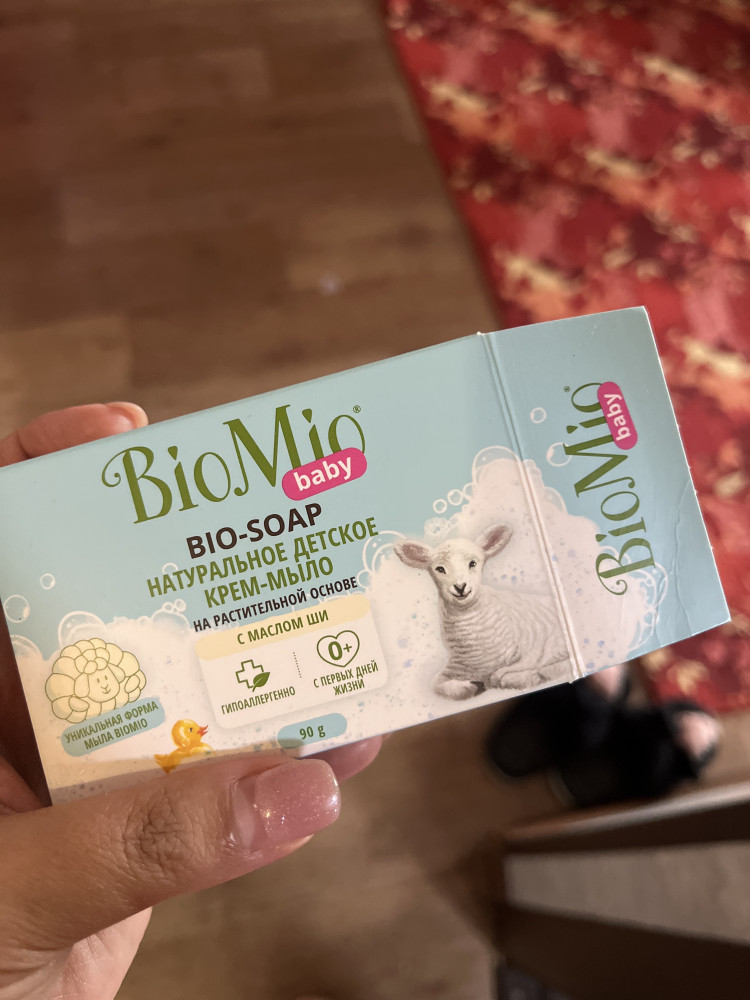 BioMio®
baby
BIO-SOAP
НАТУРАЛЬНОЕ ДЕТСКОЕ
КРЕМ-МЫЛО
НА РАСТИТЕЛЬНОЙ ОСНОВЕ
С МАСЛОМ ШИ
ГИПОАЛЛЕРГЕННО
0+
С ПЕРВЫХ ДНЕЙ
ЖИЗНИ
УНИКАЛЬНАЯ ФОРМА
МЫЛА BIOMIO
90 g
BioMio®
baby